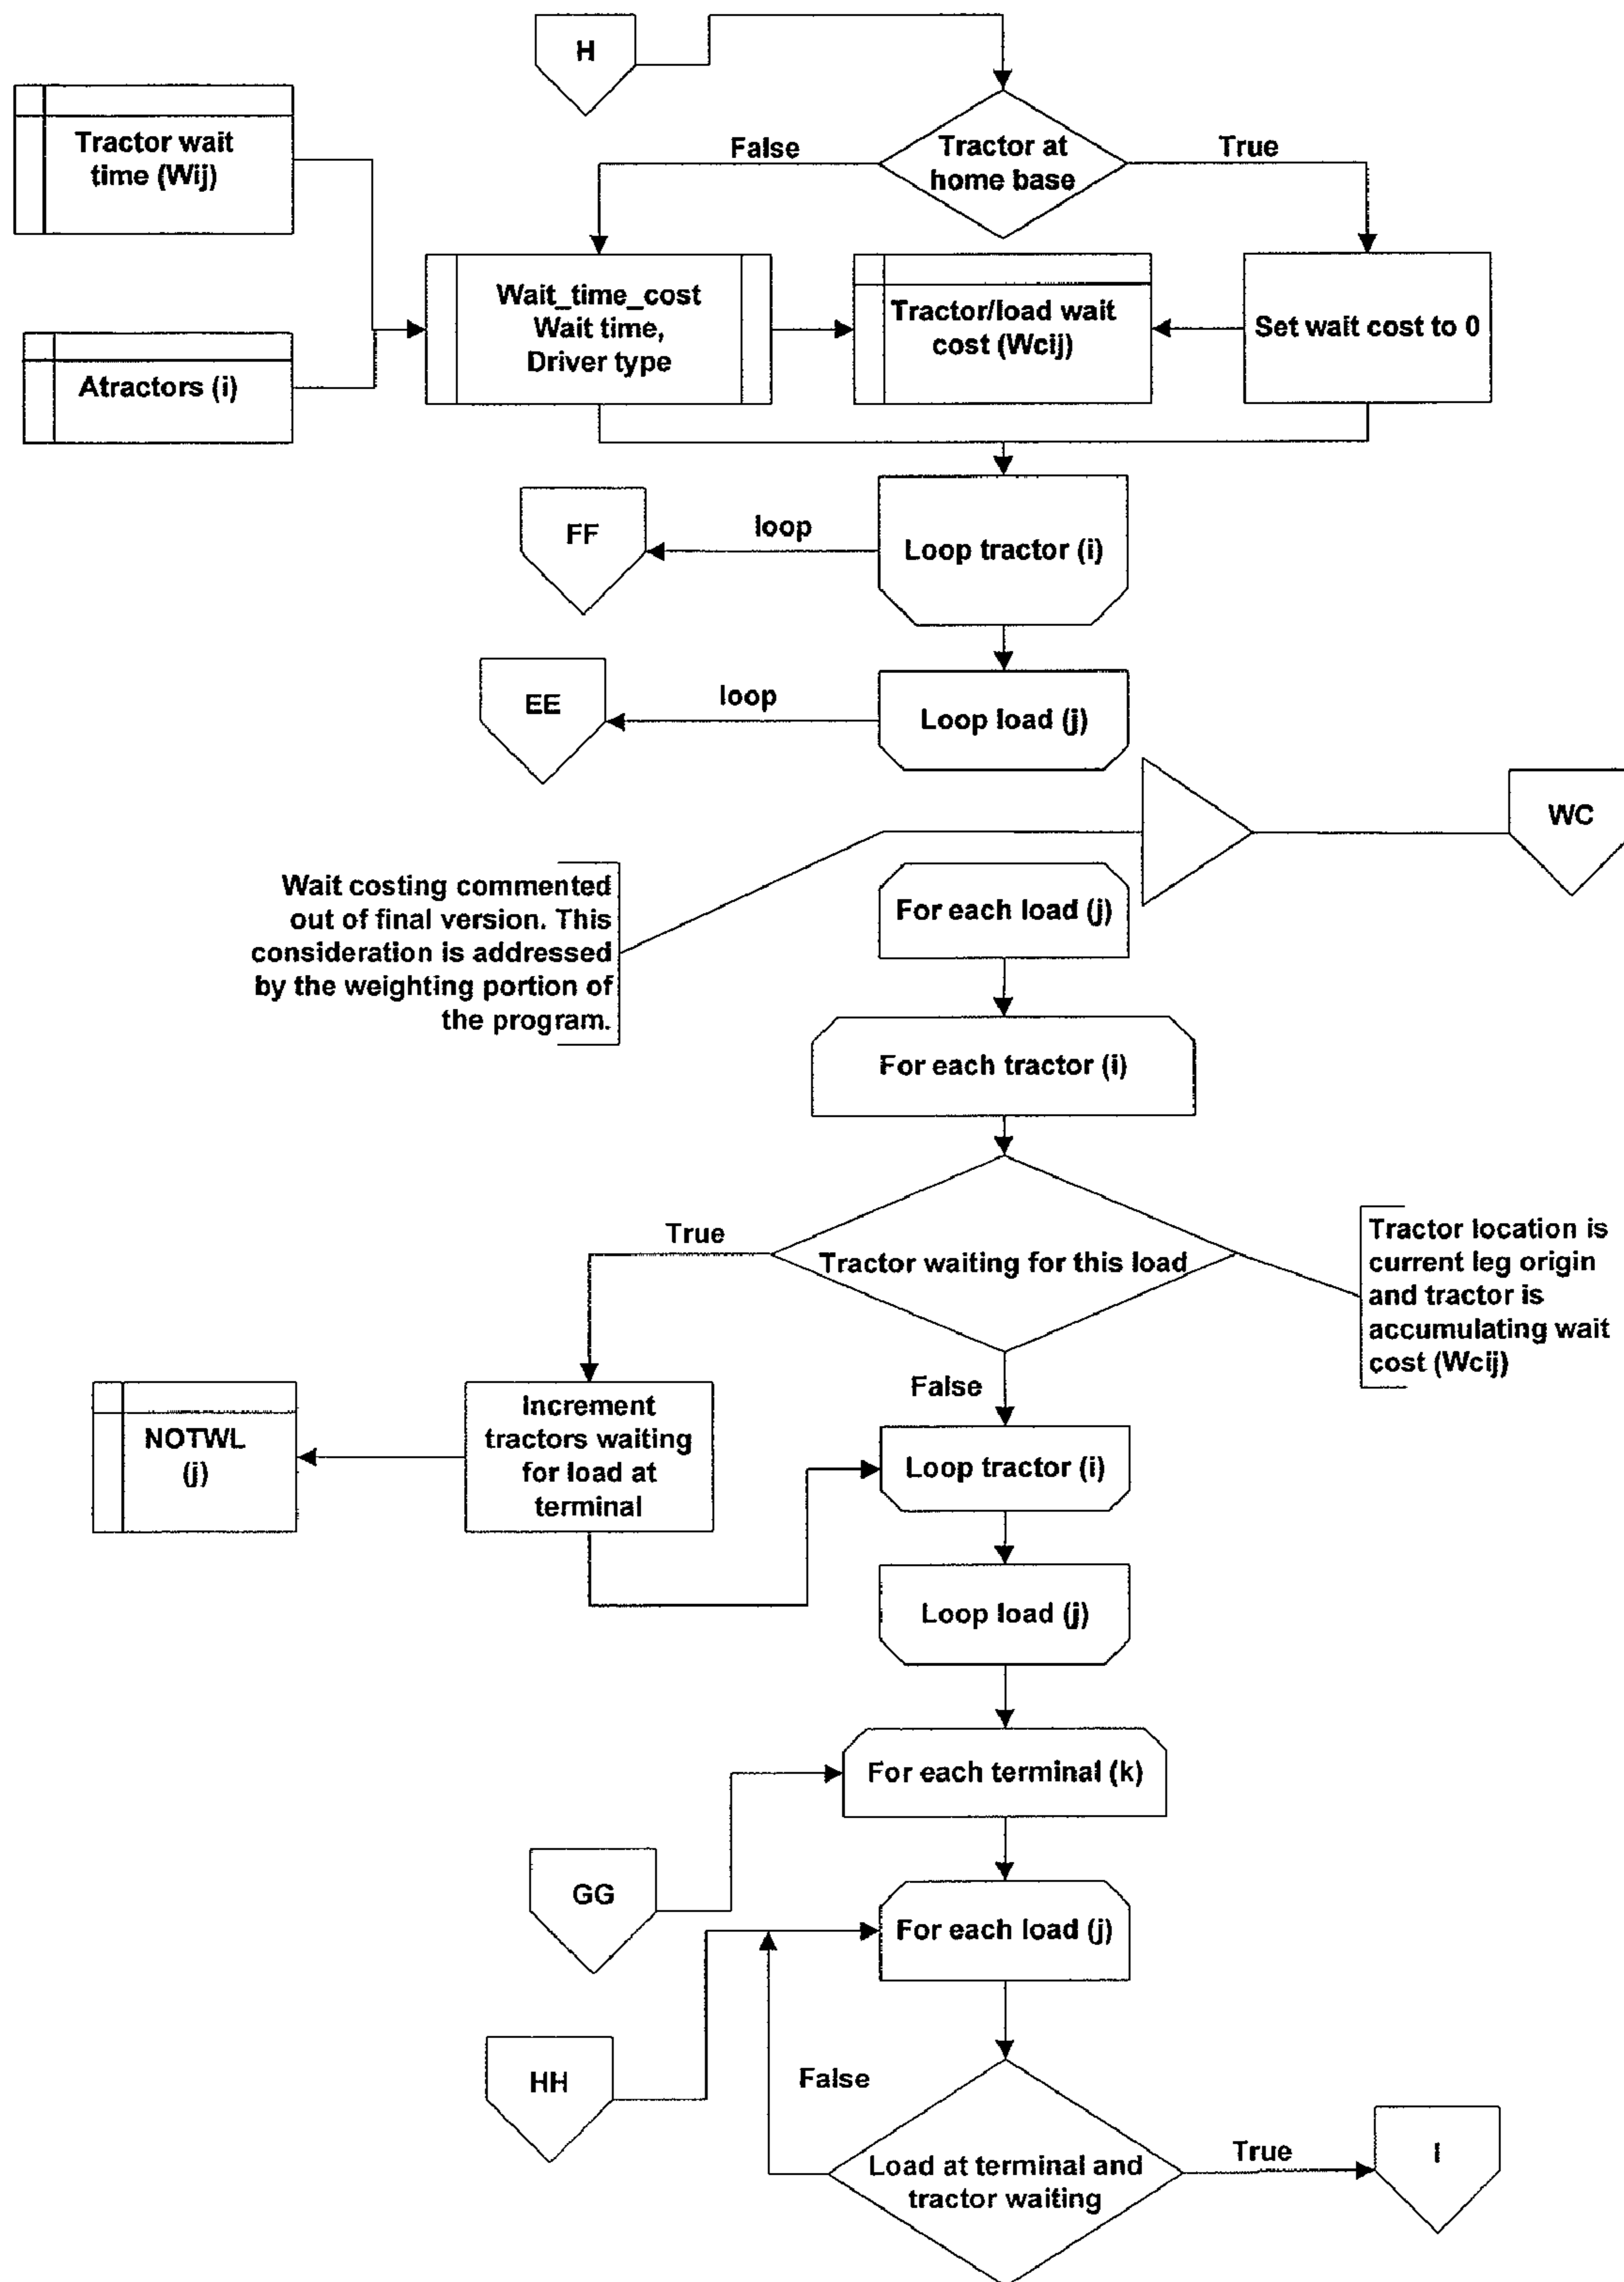 H
Tractor wait
time (Wij)
False
Tractor at
home base
True
Wait_time_cost
Wait time,
Driver type
Tractor/load wait
cost (Wcij)
Set wait cost to 0
Atractors (i)
FF
loop
Loop tractor (i)
EE
loop
Loop load (j)
WC
Wait costing commented
out of final version. This
consideration is addressed
by the weighting portion of
the program.
For each load (j)
For each tractor (i)
True
Tractor waiting for this load
Tractor location is
current leg origin
and tractor is
accumulating wait
cost (Wcij)
False
NOTWL
(j)
Increment
tractors waiting
for load at
terminal
Loop tractor (i)
Loop load (j)
For each terminal (k)
GG
For each load (j)
HH
False
Load at terminal and
tractor waiting
True
I